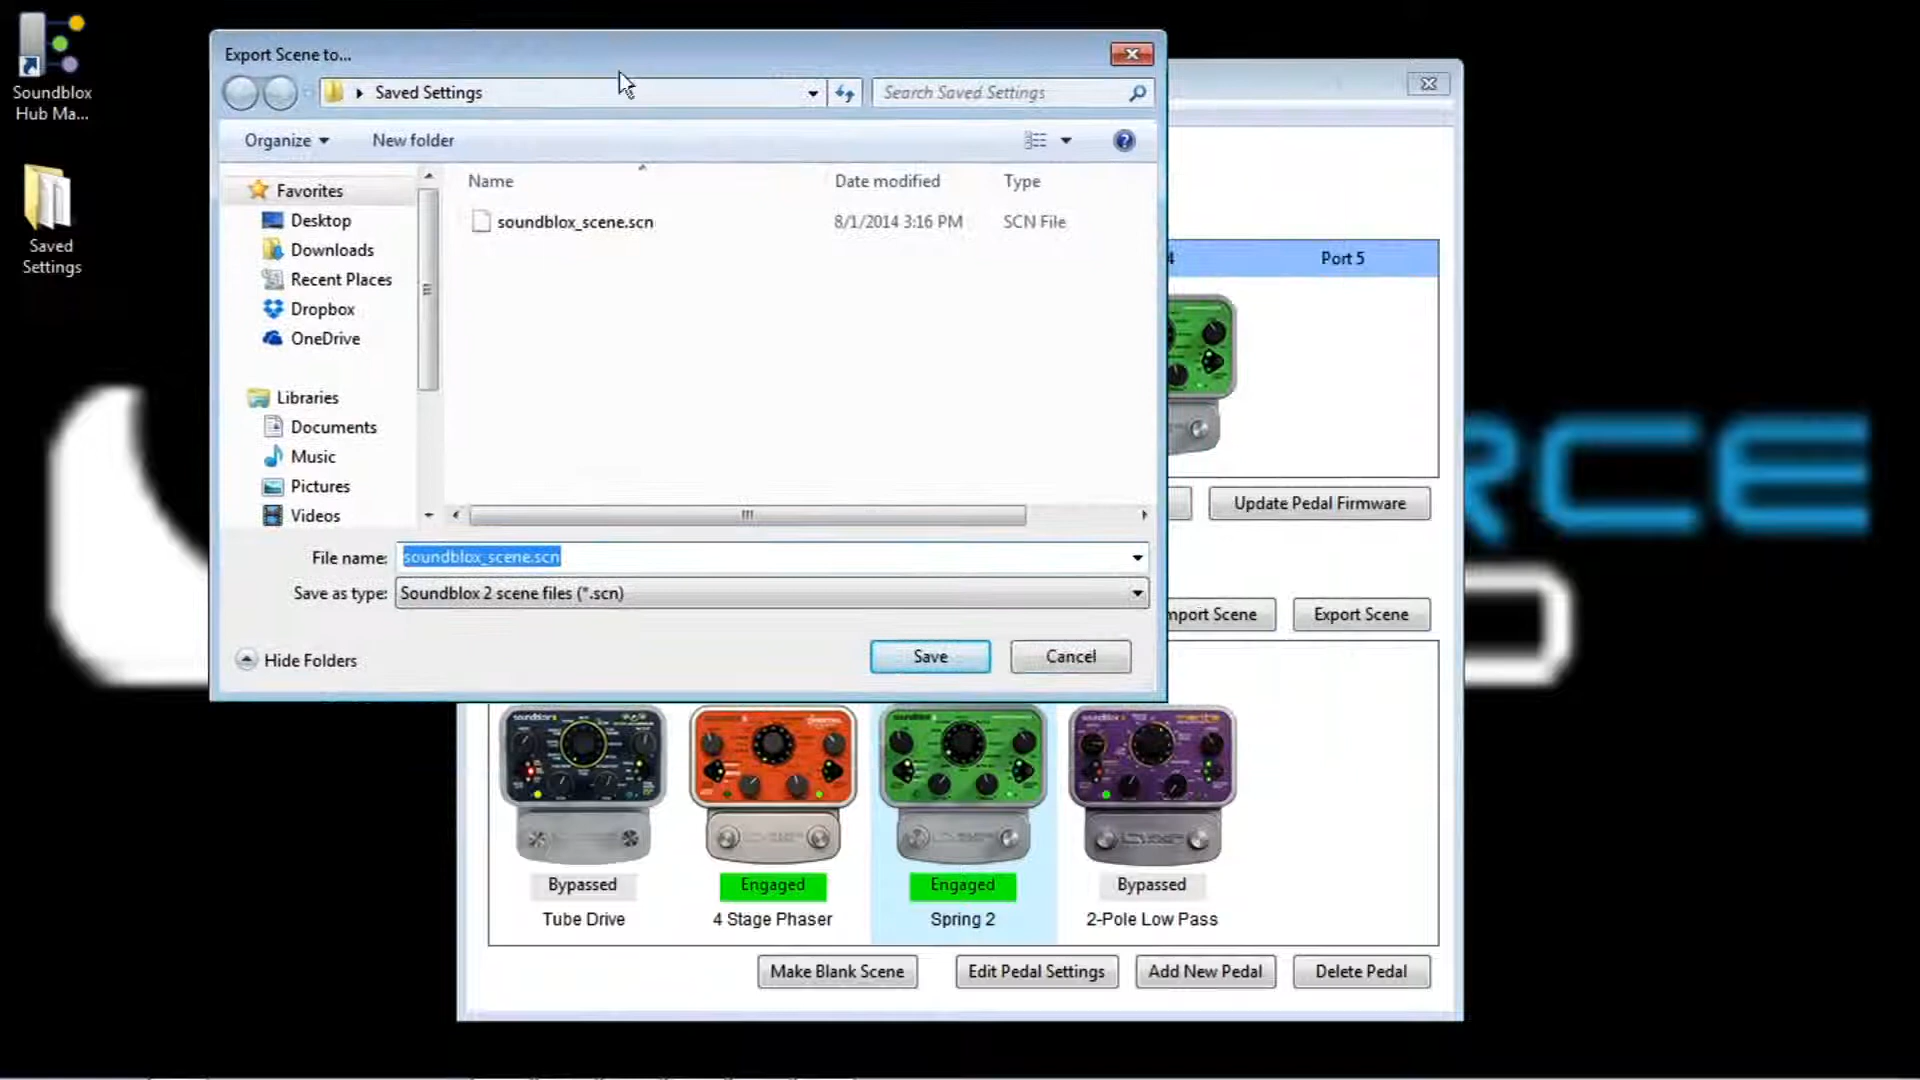 Soundblox
Hub Ma...
Saved
Settings
Export Scene to...
Saved Settings
Search Saved Settings
Organize
New folder
Name
Date modified
Type
soundblox_scene.scn
8/1/2014 3:16 PM
SCN File
Favorites
Desktop
Downloads
Recent Places
Dropbox
OneDrive
Libraries
Documents
Music
Pictures
Videos
File name:
soundblox_scene.scn
Save as type:
Soundblox 2 scene files (*.scn)
Hide Folders
Save
Cancel
4
Port 5
Update Pedal Firmware
mport Scene
Export Scene
RCE
Bypassed
Engaged
Engaged
Bypassed
Tube Drive
4 Stage Phaser
Spring 2
2-Pole Low Pass
Make Blank Scene
Edit Pedal Settings
Add New Pedal
Delete Pedal